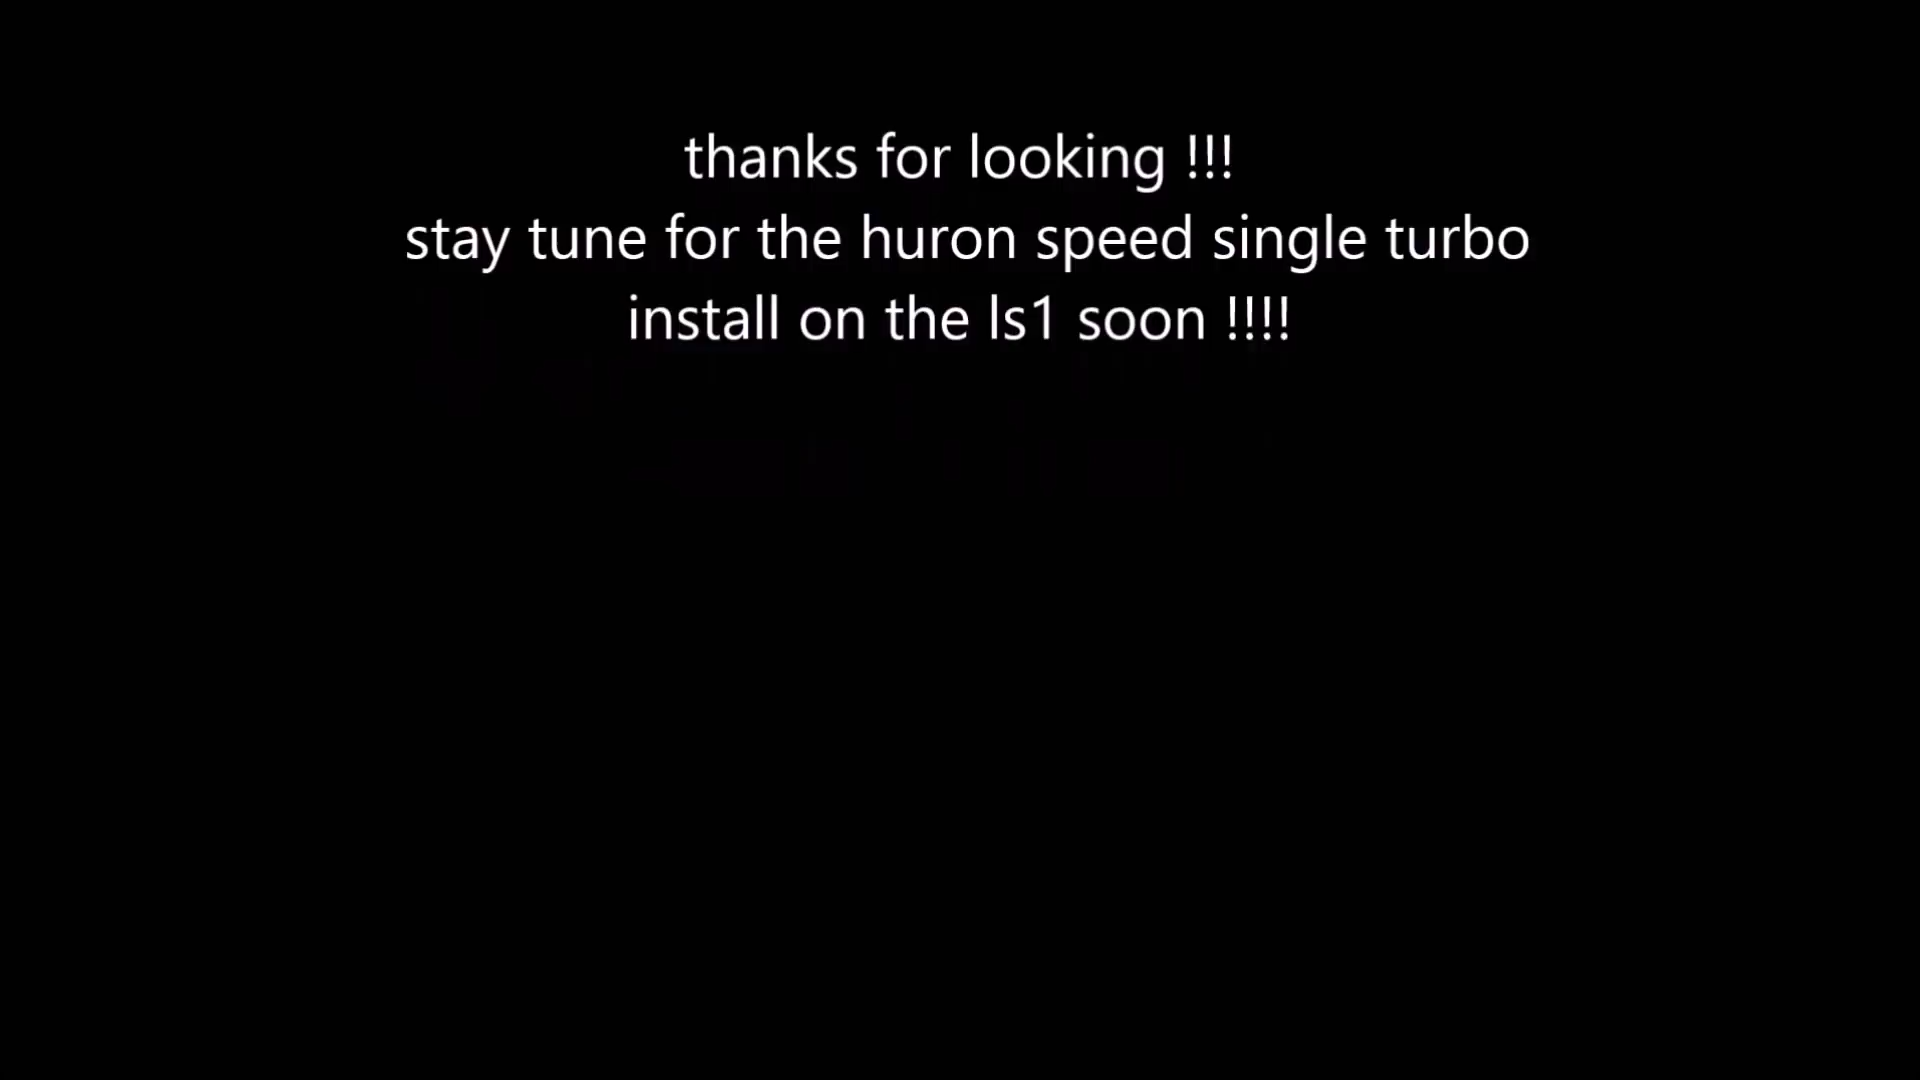 thanks for looking !!!
stay tune for the huron speed single turbo
install on the ls1 soon !!!!